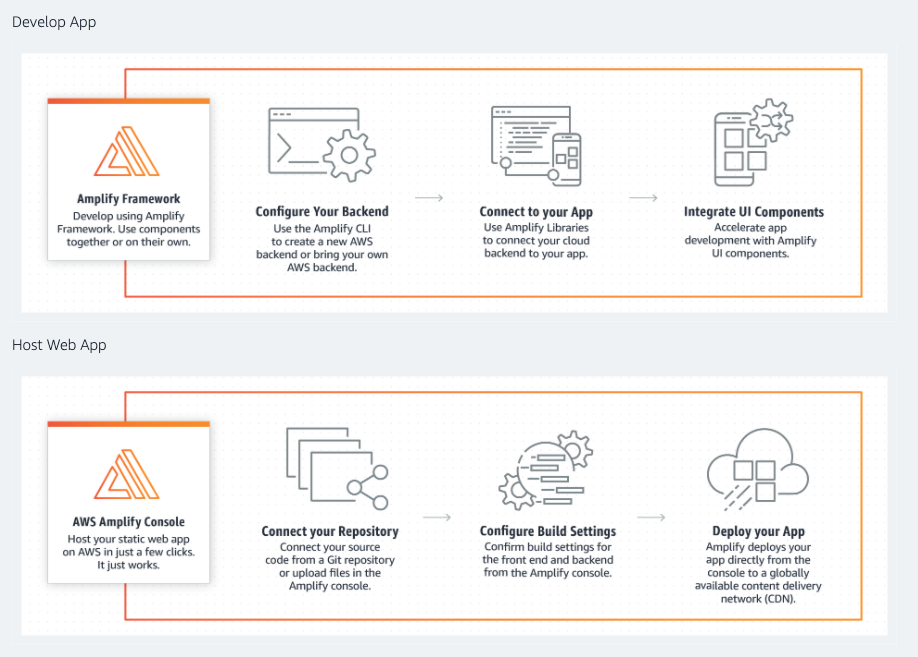 Develop App
Amplify Framework
Develop using Amplify
Framework. Use components
together or on their own.
Configure Your Backend
Use the Amplify CLI
to create a new AWS
backend or bring your own
AWS backend.
Connect to your App
Use Amplify Libraries
to connect your cloud
backend to your app.
Integrate UI Components
Accelerate app
development with Amplify
UI components.
Host Web App
AWS Amplify Console
Host your static web app
on AWS in just a few clicks.
It just works.
Connect your Repository
Connect your source
code from a Git repository
or upload files in the
Amplify console.
Configure Build Settings
Confirm build settings for
the front end and backend
from the Amplify console.
Deploy your App
Amplify deploys your
app directly from the
console to a globally
available content delivery
network (CDN).